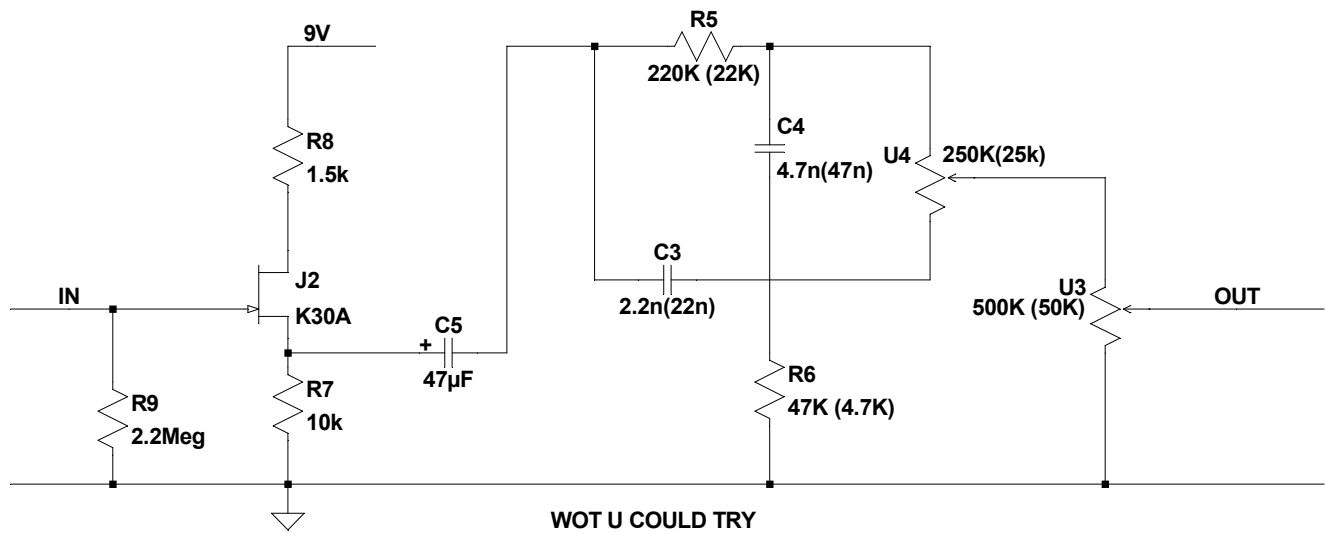 R5
9V
220K (22K)
C4
R8
U4
250K(25k)
1.5k
4.7n(47n)
C3
J2
U3
IN
2.2n(22n)
500K (50K)
OUT
K30A
C5
+
R6
47µF
R7
47K (4.7K)
R9
10k
2.2Meg
WOT U COULD TRY